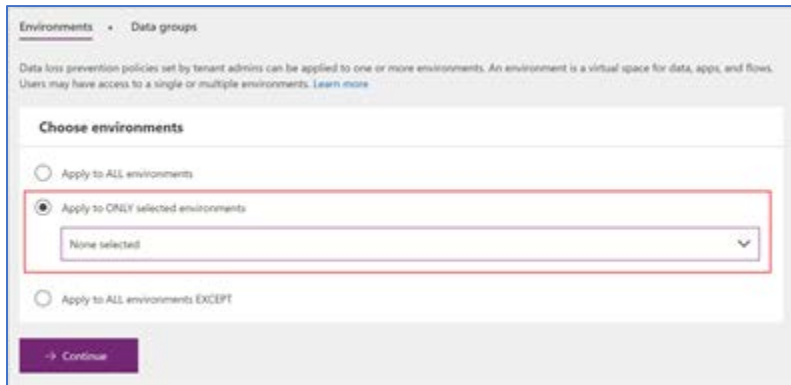 Environments • Data groups
Data loss prevention policies set by tenant admins can be applied to one or more environments. An environment is a virtual space for data, apps, and flows.
Users may have access to a single or multiple environments. Learn more
Choose environments
Apply to ALL environments
Apply to ONLY selected environments
None selected
Apply to ALL environments EXCEPT
→ Continue